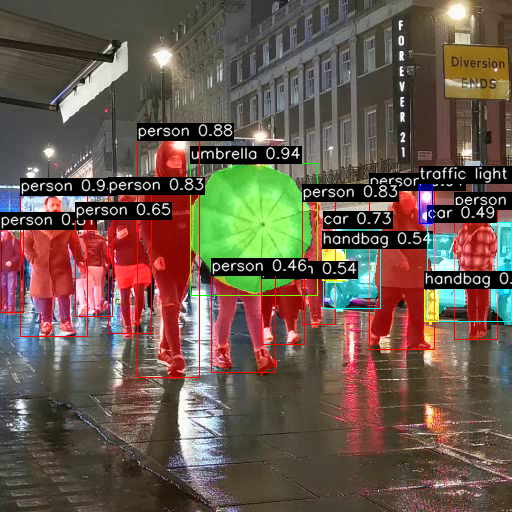 FOREVER 21
Diversion
ENDS
person 0.88
umbrella 0.94
person 0.9
person 0.83
person 0.83
person
traffic light
person 0.65
person
car 0.73
car 0.49
person
handbag 0.54
person 0.46
0.54
handbag 0.